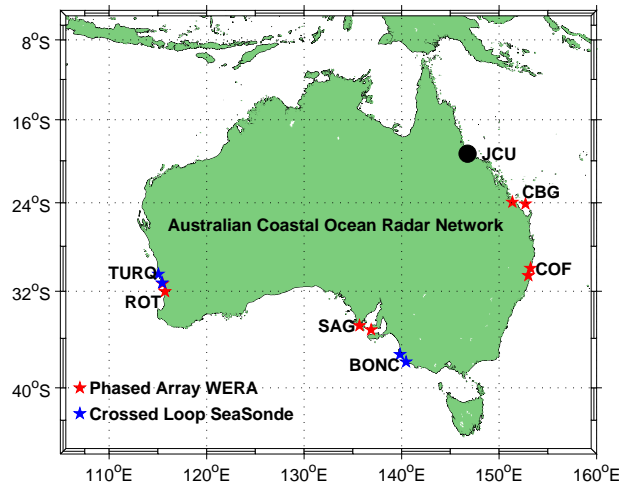 8°S
16°S
JCU
CBG
24°S
Australian Coastal Ocean Radar Network
TURQ
COF
32°S
ROT
SAG
BONC
Phased Array WERA
40°S
Crossed Loop SeaSonde
110°E 120°E 130°E 140°E 150°E 160°E